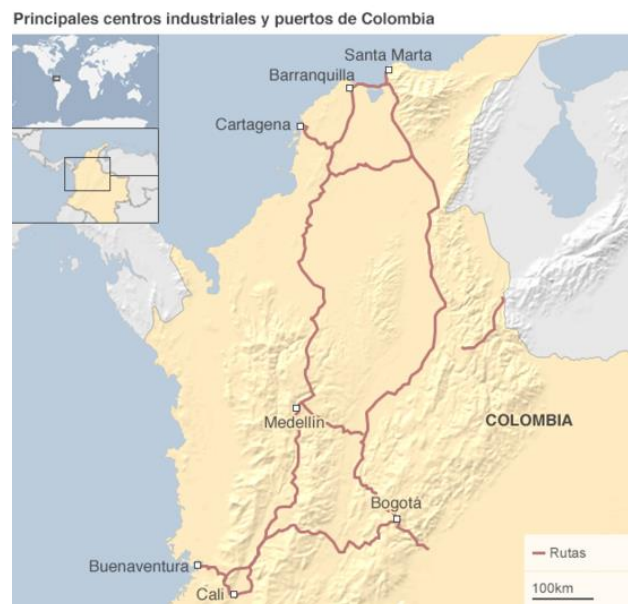 Principales centros industriales y puertos de Colombia
Santa Marta
Barranquilla
Cartagena
Medellín
COLOMBIA
Bogotá
Buenaventura
Cali
Rutas
100km